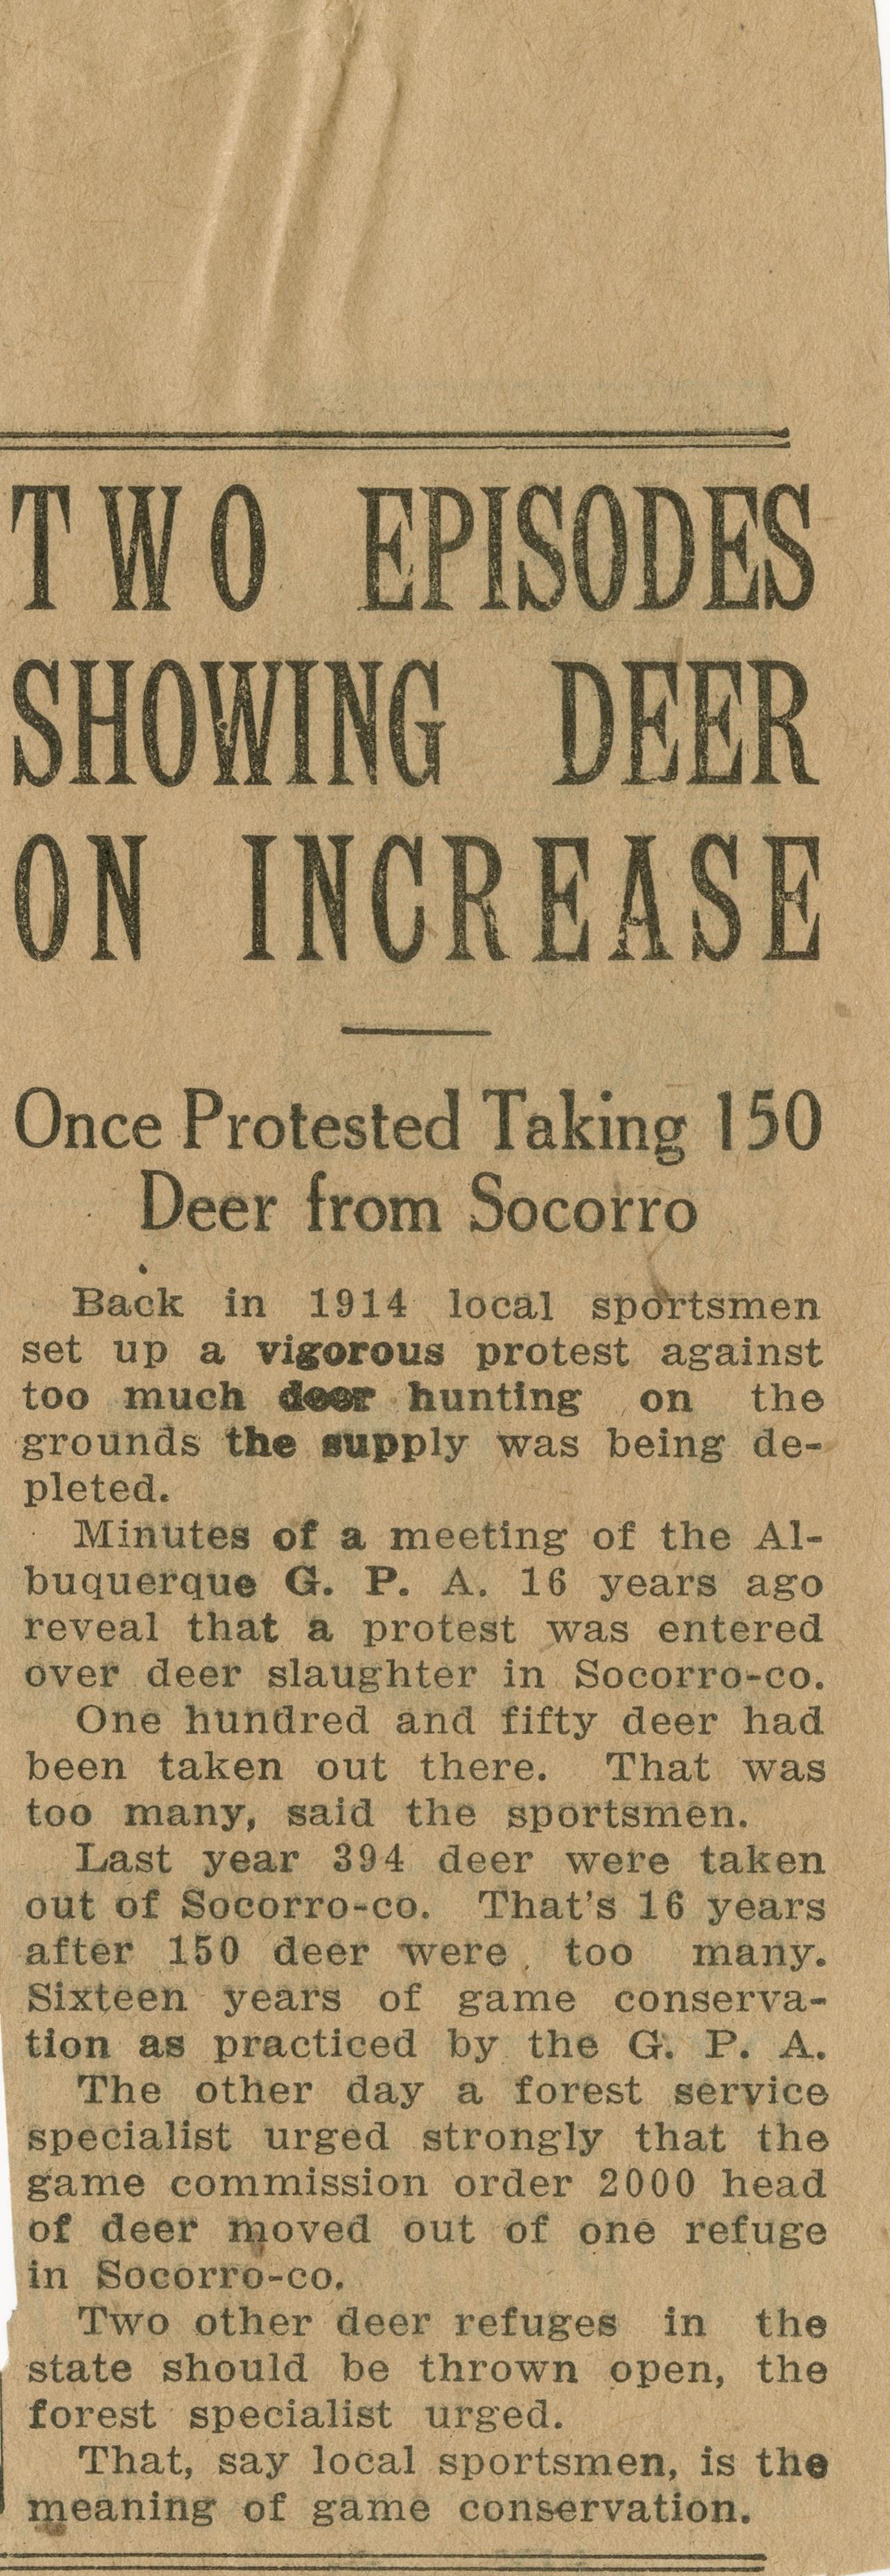 TWO EPISODES
SHOWING DEER
ON INCREASE
Once Protested Taking 150
Deer from Socorro
Back in 1914 local sportsmen
set up a vigorous protest against
too much deer hunting on the
grounds the supply was being de-
pleted.
Minutes of a meeting of the Al-
buquerque G. P. A. 16 years ago
reveal that a protest was entered
over deer slaughter in Socorro-co.
One hundred and fifty deer had
been taken out there. That was
too many, said the sportsmen.
Last year 394 deer were taken
out of Socorro-co. That's 16 years
after 150 deer were too many.
Sixteen years of game conserva-
tion as practiced by the G. P. A.
The other day a forest service
specialist urged strongly that the
game commission order 2000 head
of deer moved out of one refuge
in Socorro-co.
Two other deer refuges in the
state should be thrown open, the
forest specialist urged.
That, say local sportsmen, is the
meaning of game conservation.